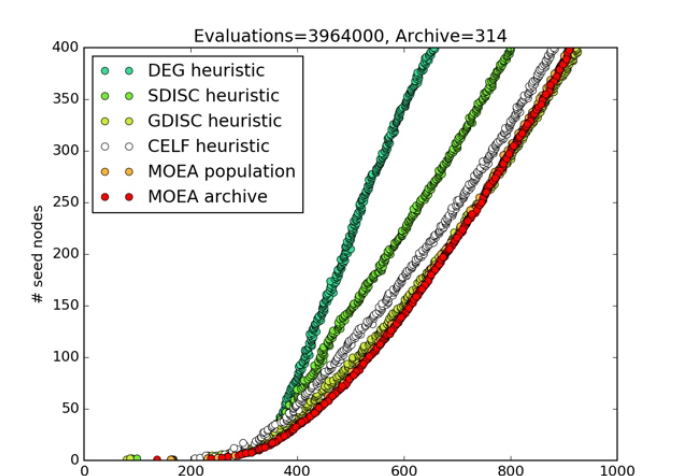 Evaluations=3964000, Archive=314
400
350
300
250
200
150
100
50
0
# seed nodes
DEG heuristic
SDISC heuristic
GDISC heuristic
CELF heuristic
MOEA population
MOEA archive
0 200 400 600 800 1000